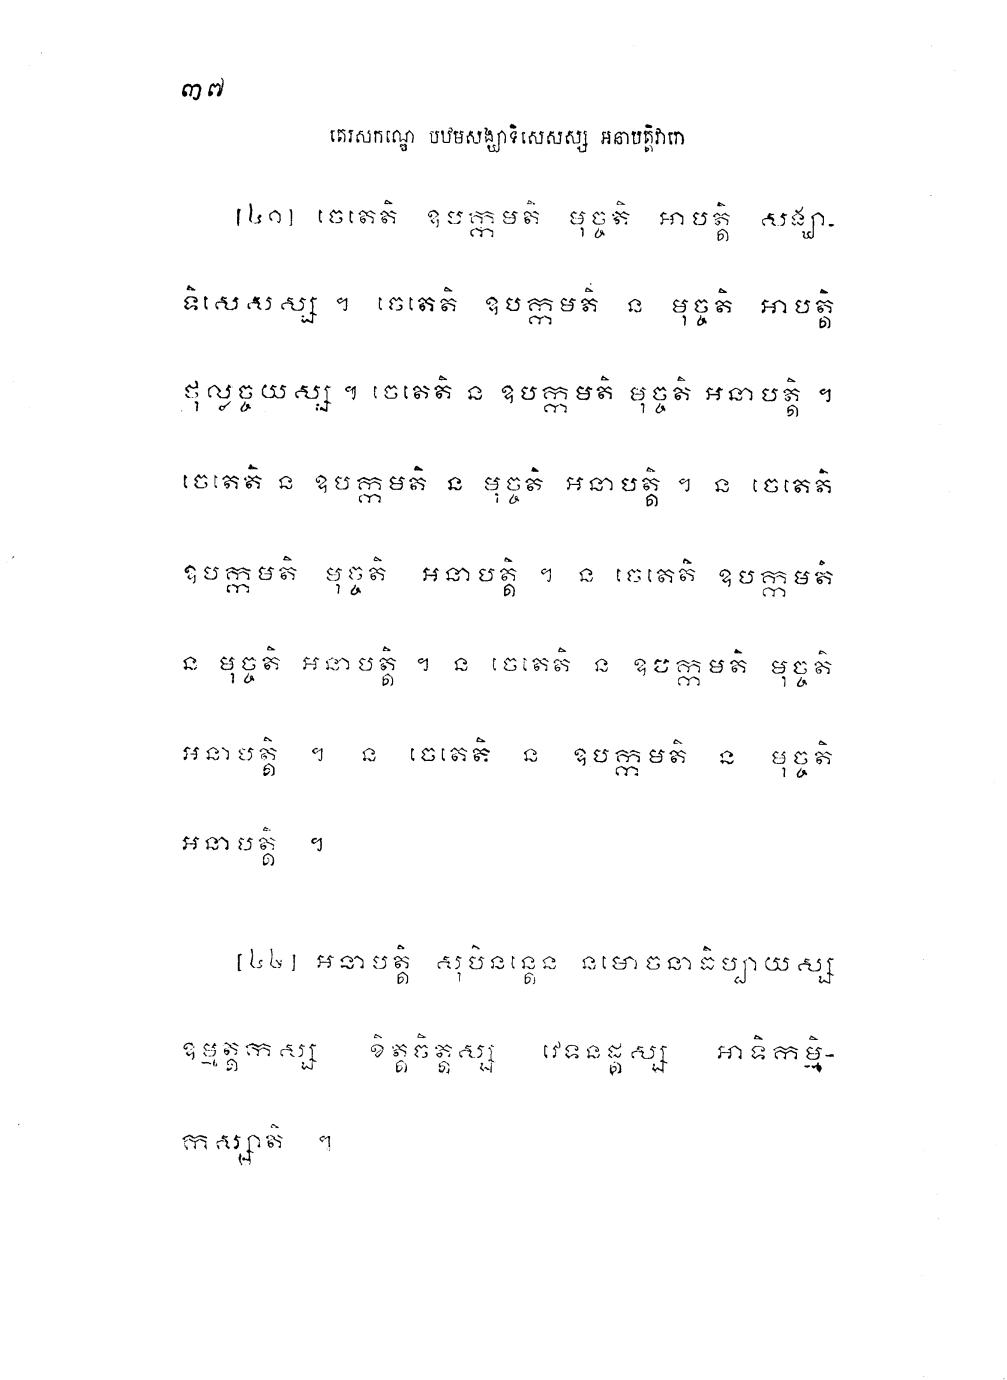 ៣៧
តេរសកណ្ឌេ បឋមសង្ឃាទិសេសស្ស អនាបត្តិវារោ
[៤១] ចេតេតិ ឧបក្កមតិ មុច្ចតិ អាបត្តិ សង្ឃា-
ទិសេសស្ស ។ ចេតេតិ ឧបក្កមតិ ន មុច្ចតិ អាបត្តិ
ថុល្លច្ចយស្ស ។ ចេតេតិ ន ឧបក្កមតិ មុច្ចតិ អនាបត្តិ ។
ចេតេតិ ន ឧបក្កមតិ ន មុច្ចតិ អនាបត្តិ ។ ន ចេតេតិ
ឧបក្កមតិ មុច្ចតិ អនាបត្តិ ។ ន ចេតេតិ ឧបក្កមតិ
ន មុច្ចតិ អនាបត្តិ ។ ន ចេតេតិ ន ឧបក្កមតិ មុច្ចតិ
អនាបត្តិ ។ ន ចេតេតិ ន ឧបក្កមតិ ន មុច្ចតិ
អនាបត្តិ ។
[៤២] អនាបត្តិ សុបិនន្តេន នមោចនាធិប្បាយស្ស
ឧម្មត្តកស្ស ខិត្តចិត្តស្ស វេទនដ្ដស្ស អាទិកម្មិ-
កស្សាតិ ។